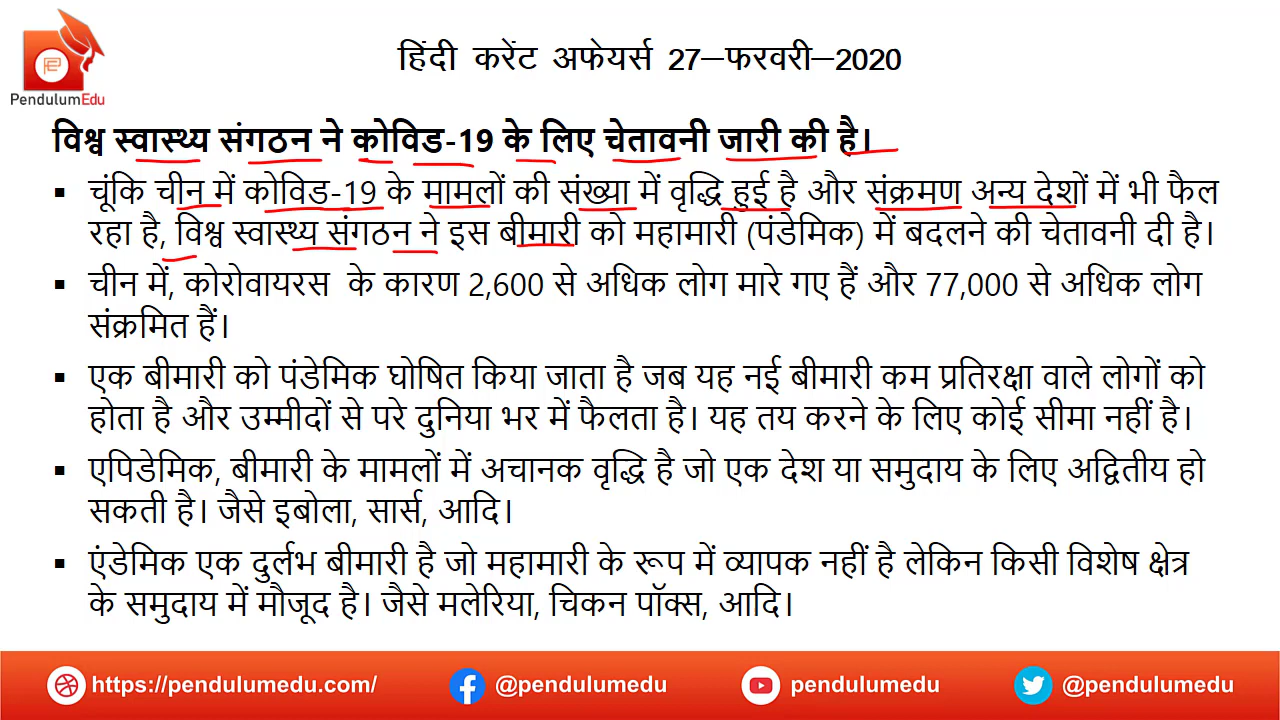 हिंदी करेंट अफेयर्स 27–फरवरी–2020
PendulumEdu
विश्व स्वास्थ्य संगठन ने कोविड-19 के लिए चेतावनी जारी की है।
▪ चूंकि चीन में कोविड-19 के मामलों की संख्या में वृद्धि हुई है और संक्रमण अन्य देशों में भी फैल
रहा है, विश्व स्वास्थ्य संगठन ने इस बीमारी को महामारी (पंडेमिक) में बदलने की चेतावनी दी है।
▪ चीन में, कोरोवायरस के कारण 2,600 से अधिक लोग मारे गए हैं और 77,000 से अधिक लोग
संक्रमित हैं।
▪ एक बीमारी को पंडेमिक घोषित किया जाता है जब यह नई बीमारी कम प्रतिरक्षा वाले लोगों को
होता है और उम्मीदों से परे दुनिया भर में फैलता है। यह तय करने के लिए कोई सीमा नहीं है।
▪ एपिडेमिक, बीमारी के मामलों में अचानक वृद्धि है जो एक देश या समुदाय के लिए अद्वितीय हो
सकती है। जैसे इबोला, सार्स, आदि।
▪ एंडेमिक एक दुर्लभ बीमारी है जो महामारी के रूप में व्यापक नहीं है लेकिन किसी विशेष क्षेत्र
के समुदाय में मौजूद है। जैसे मलेरिया, चिकन पॉक्स, आदि।
https://pendulumedu.com/ @pendulumedu pendulumedu @pendulumedu